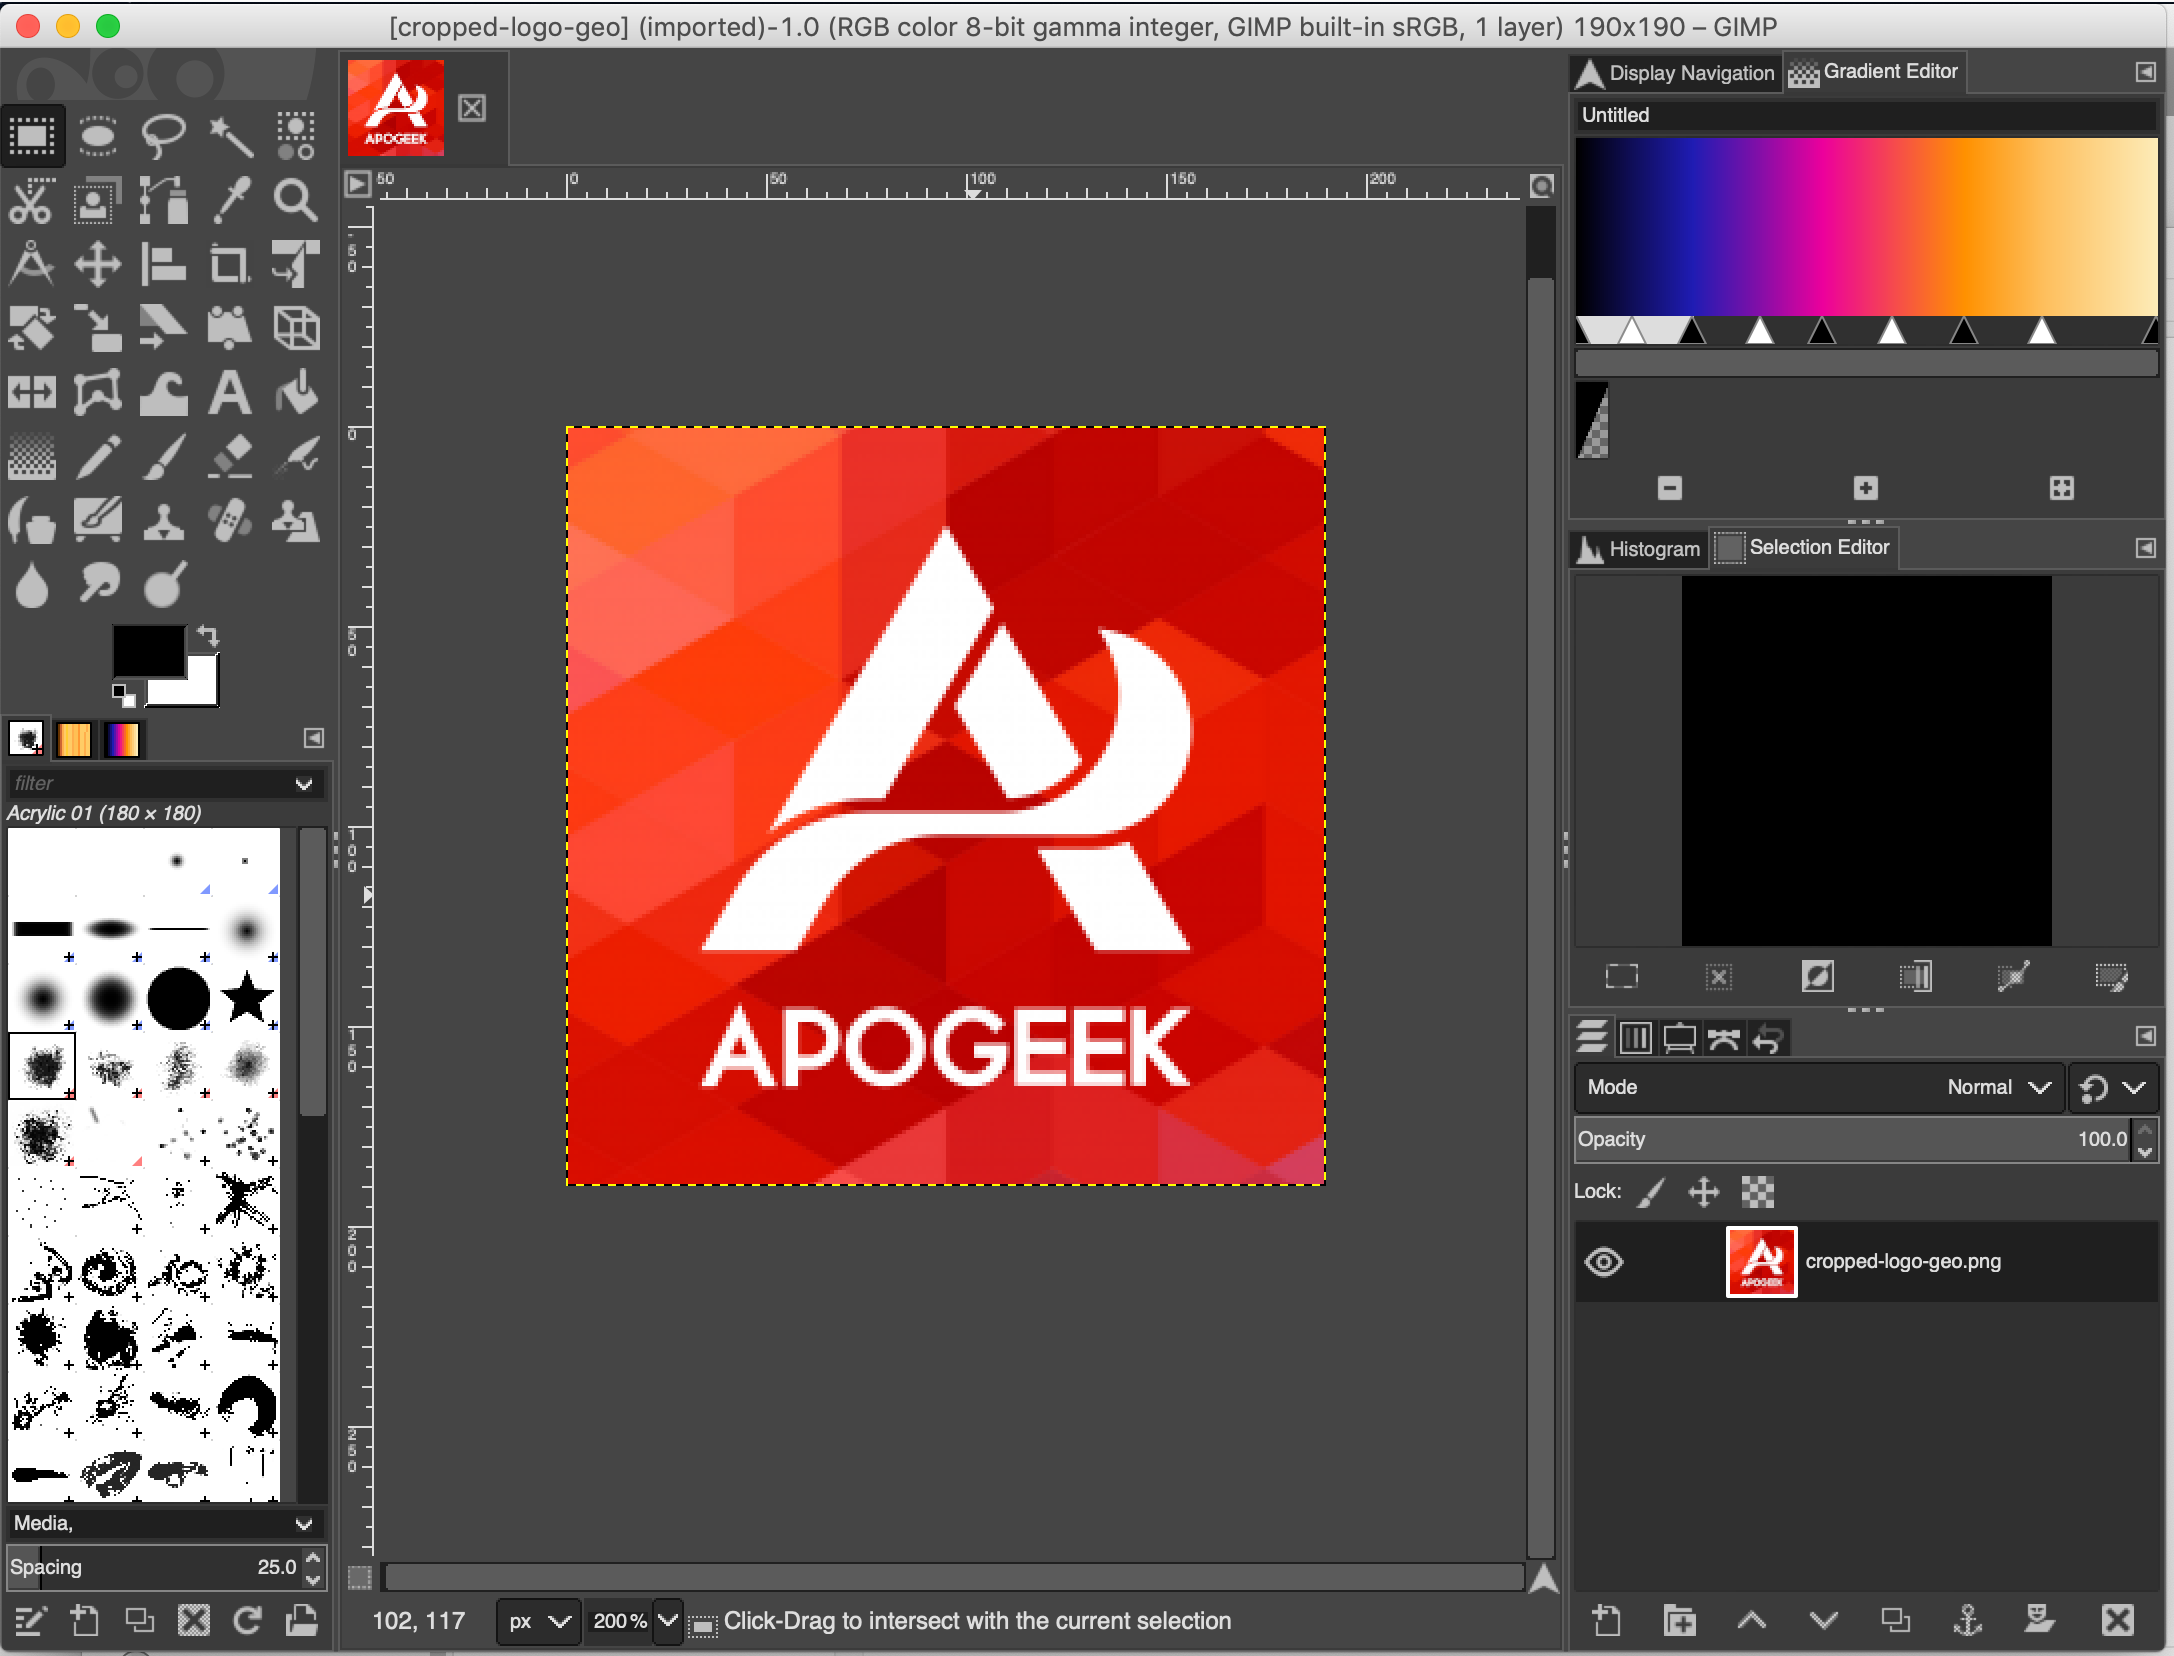 [cropped-logo-geo] (imported)-1.0 (RGB color 8-bit gamma integer, GIMP built-in sRGB, 1 layer) 190x190 – GIMP
APOGEEK
50 0 50 100 150 200
-50
0
50
100
150
200
250
APOGEEK
filter
Acrylic 01 (180 × 180)
Media,
Spacing 25.0
102, 117 px 200 % Click-Drag to intersect with the current selection
Display Navigation Gradient Editor
Untitled
Histogram Selection Editor
Mode Normal
Opacity 100.0
Lock:
APOGEEK cropped-logo-geo.png